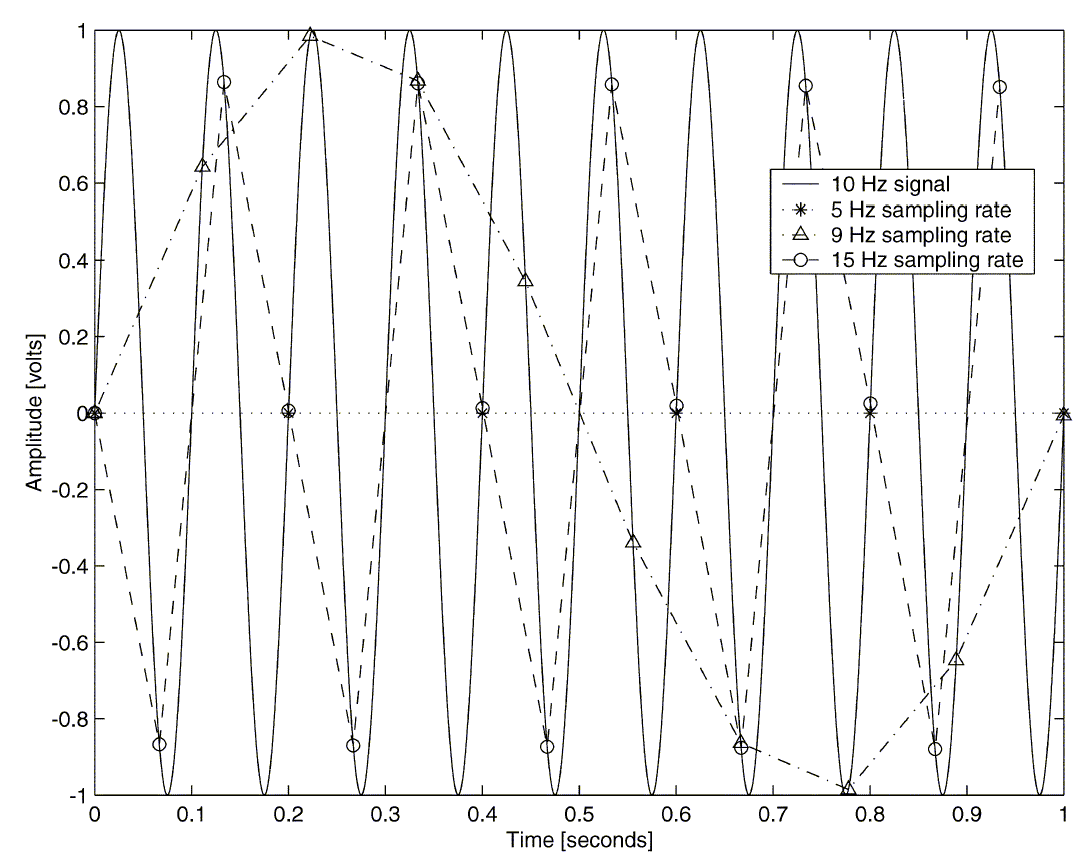 1
0.8
0.6
0.4
0.2
0
-0.2
-0.4
-0.6
-0.8
-1
Amplitude [volts]
10 Hz signal
5 Hz sampling rate
9 Hz sampling rate
15 Hz sampling rate
0 0.1 0.2 0.3 0.4 0.5 0.6 0.7 0.8 0.9 1
Time [seconds]